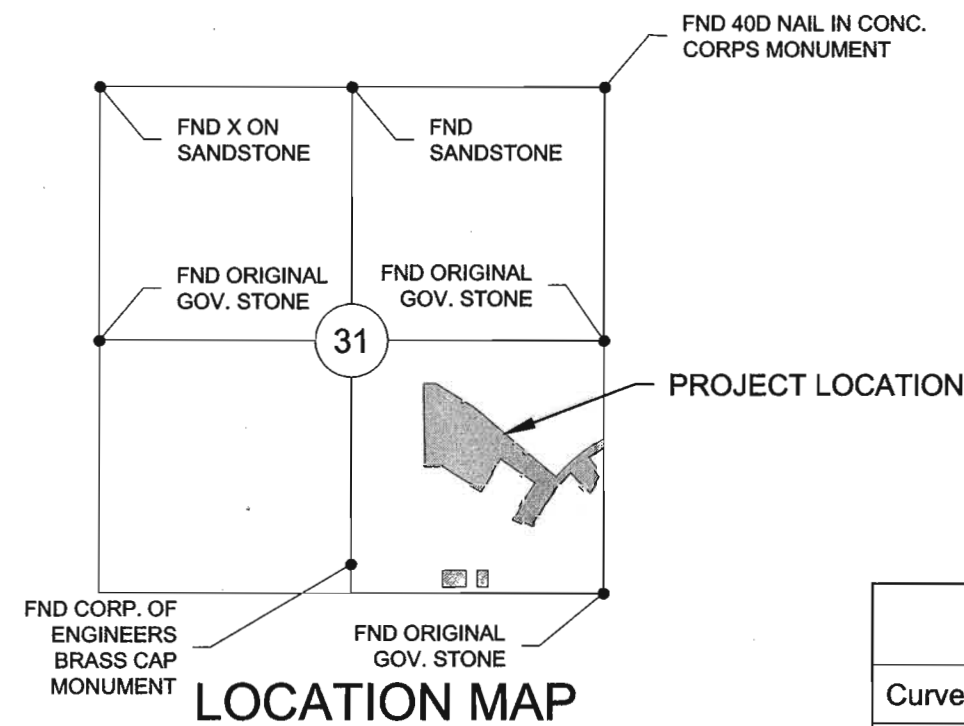 FND 40D NAIL IN CONC.
CORPS MONUMENT
FND X ON
SANDSTONE
FND
SANDSTONE
FND ORIGINAL
GOV. STONE
FND ORIGINAL
GOV. STONE
31
PROJECT LOCATION
FND CORP. OF
ENGINEERS
BRASS CAP
MONUMENT
FND ORIGINAL
GOV. STONE
LOCATION MAP
Curve